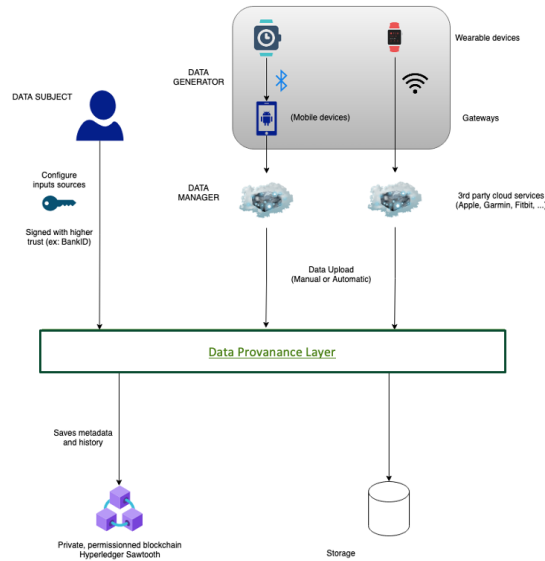 Wearable devices
DATA
GENERATOR
DATA SUBJECT
(Mobile devices)
Gateways
Configure
inputs sources
DATA
MANAGER
3rd party cloud services
(Apple, Garmin, Fitbit, ...)
Signed with higher
trust (ex: BankID)
Data Upload
(Manual or Automatic)
Data Provanance Layer
Saves metadata
and history
Private, permissionned blockchain
Hyperledger Sawtooth
Storage